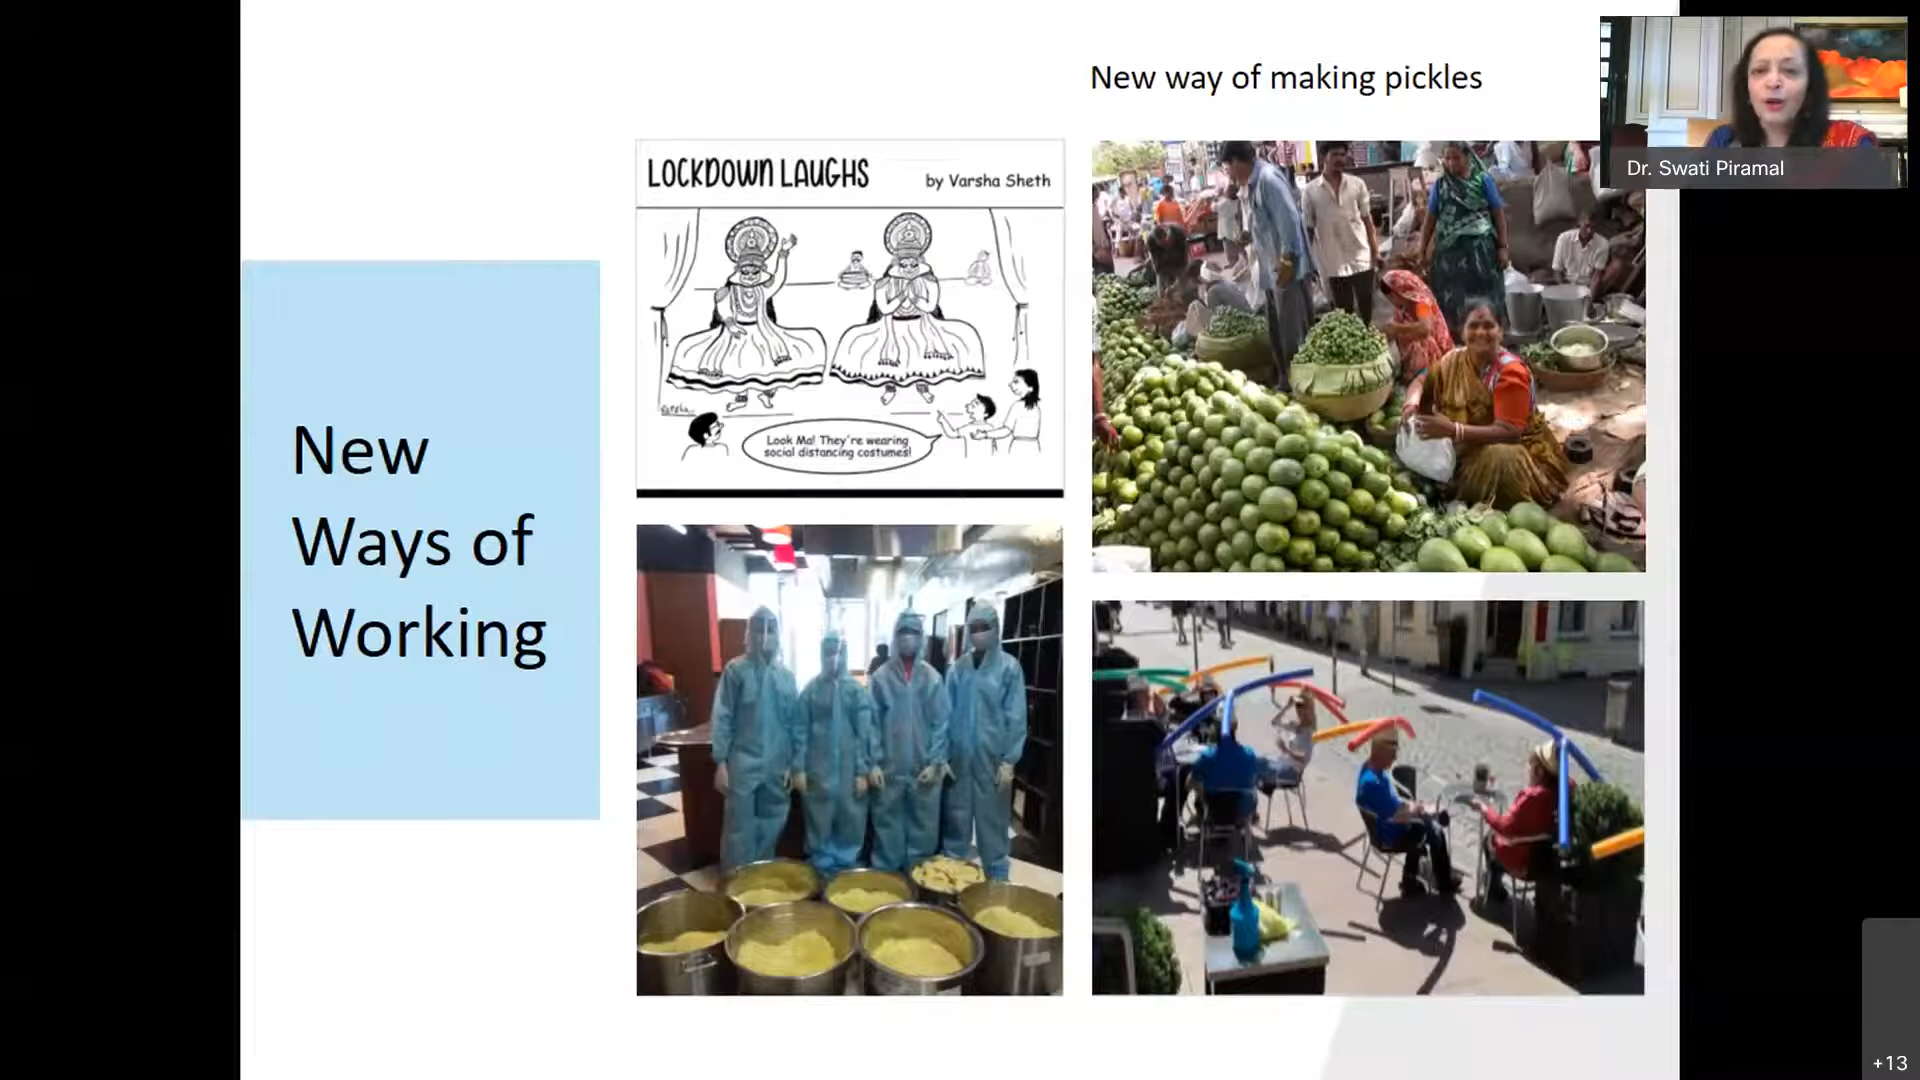 New way of making pickles
Dr. Swati Piramal
LOCKDOWN LAUGHS
by Varsha Sheth
Look Ma! They're wearing
social distancing costumes!
New
Ways of
Working
+13